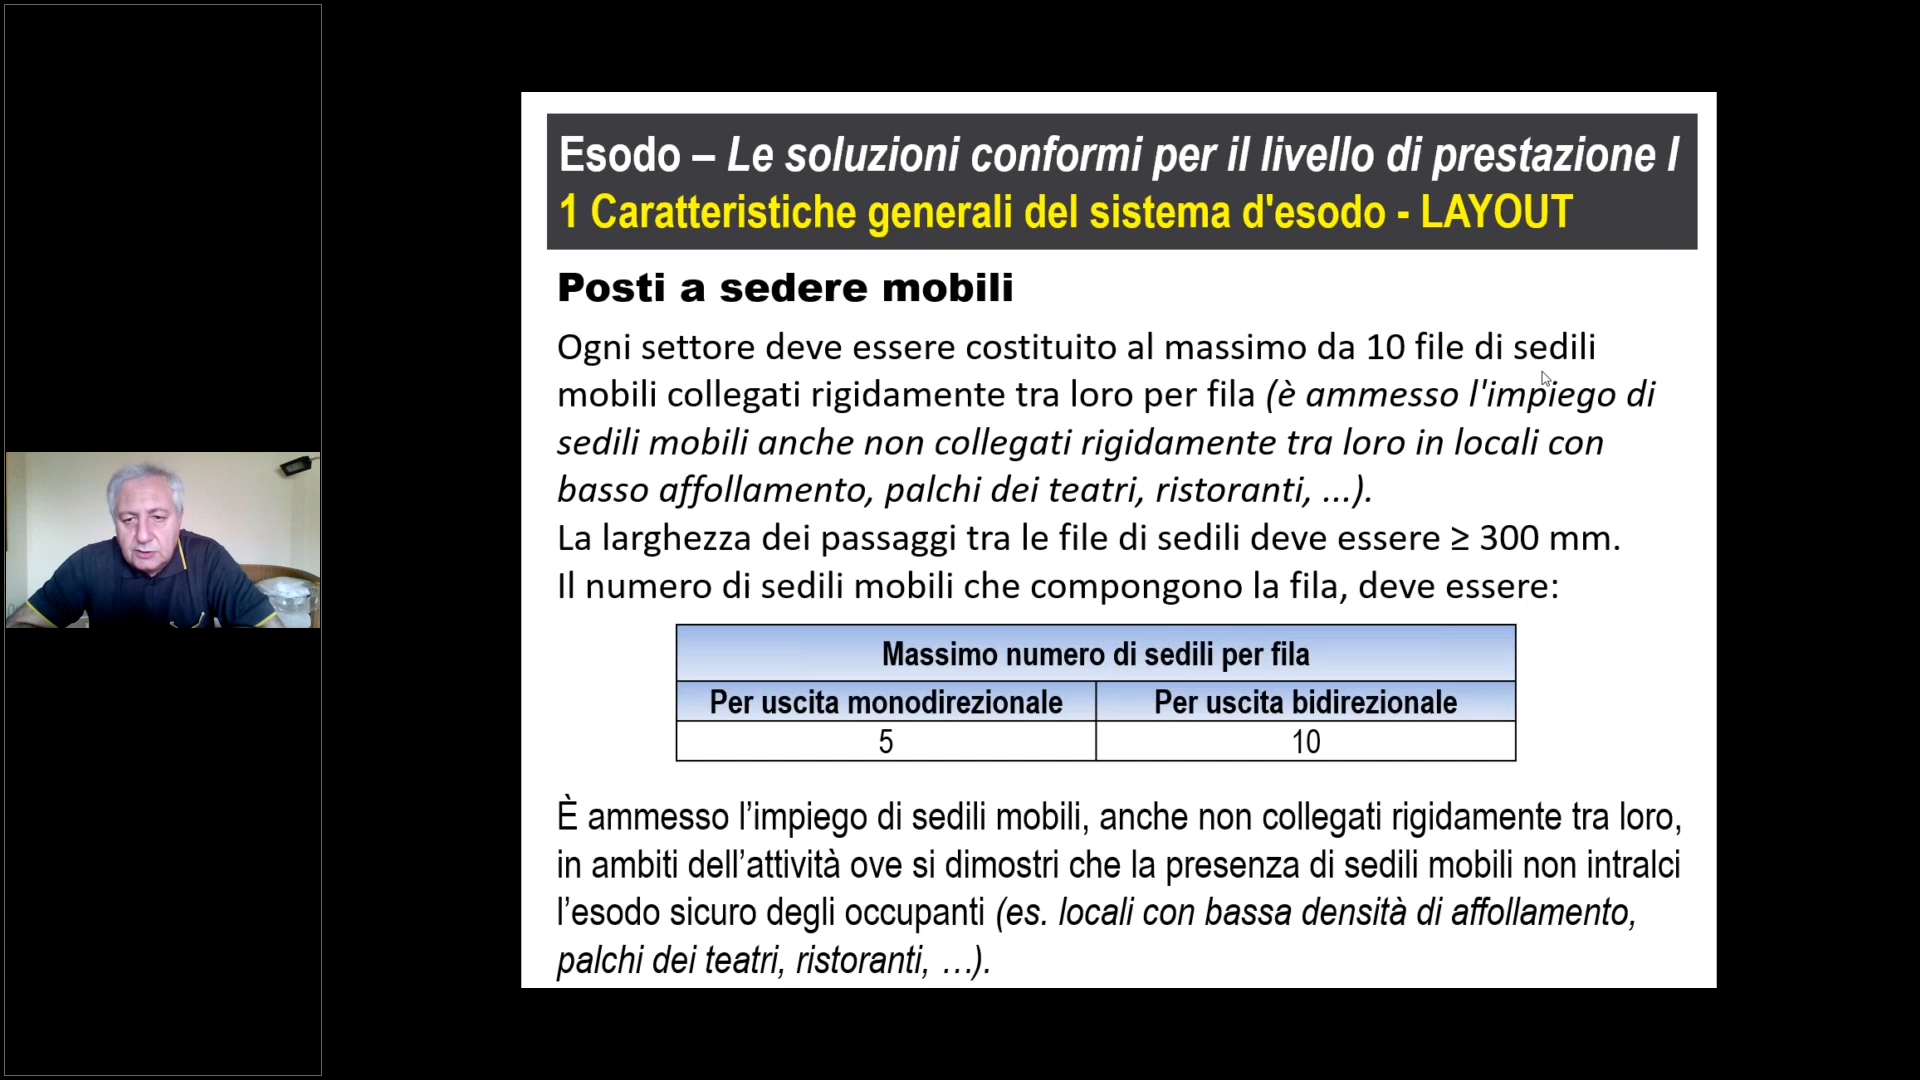 Esodo – Le soluzioni conformi per il livello di prestazione I
1 Caratteristiche generali del sistema d'esodo - LAYOUT
Posti a sedere mobili
Ogni settore deve essere costituito al massimo da 10 file di sedili
mobili collegati rigidamente tra loro per fila (è ammesso l'impiego di
sedili mobili anche non collegati rigidamente tra loro in locali con
basso affollamento, palchi dei teatri, ristoranti, ...).
La larghezza dei passaggi tra le file di sedili deve essere ≥ 300 mm.
Il numero di sedili mobili che compongono la fila, deve essere:
Massimo numero di sedili per fila
Per uscita monodirezionale Per uscita bidirezionale
5 10
È ammesso l’impiego di sedili mobili, anche non collegati rigidamente tra loro,
in ambiti dell’attività ove si dimostri che la presenza di sedili mobili non intralci
l’esodo sicuro degli occupanti (es. locali con bassa densità di affollamento,
palchi dei teatri, ristoranti, …).